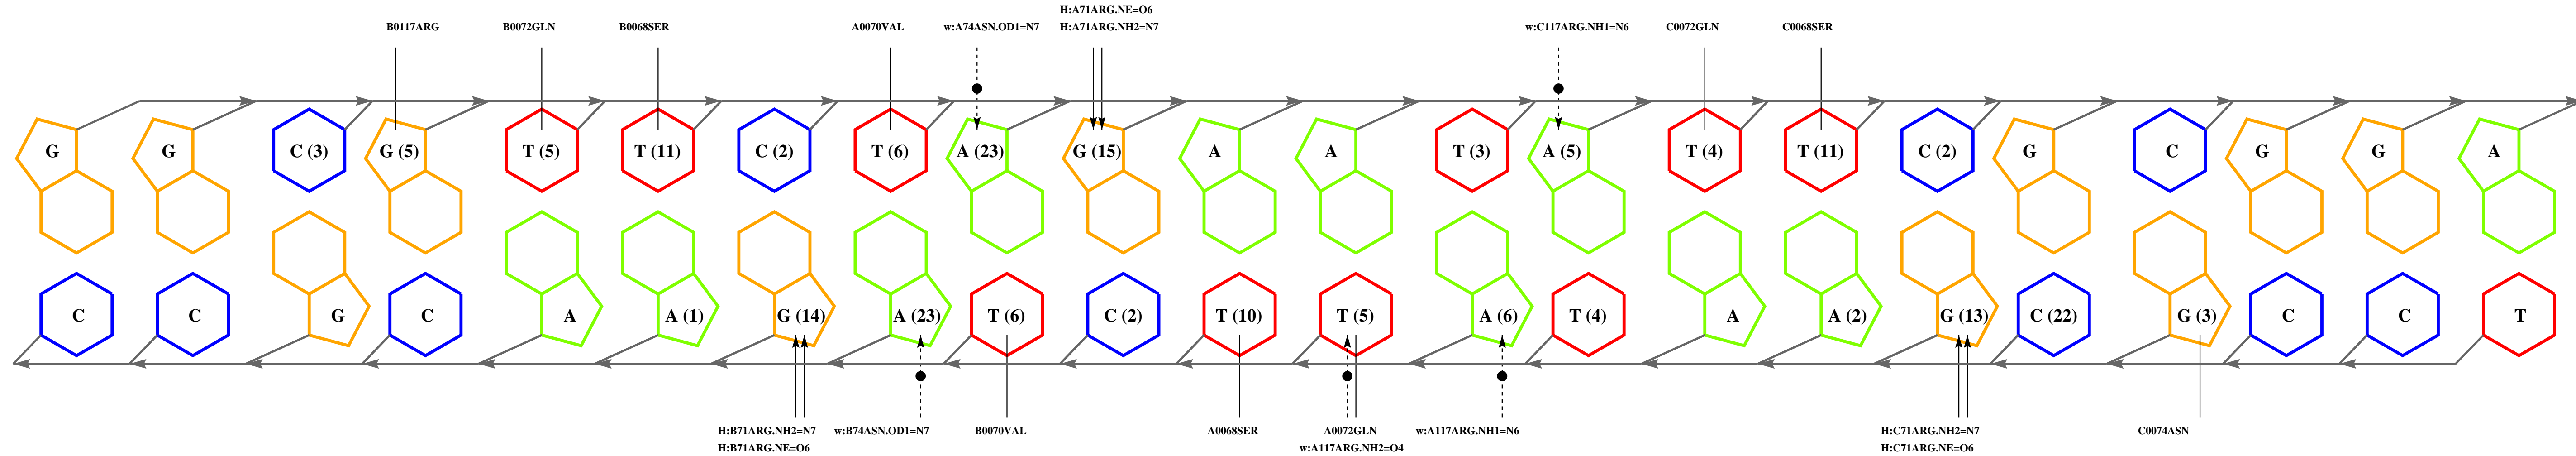 H:A71ARG.NE=O6
B0117ARG B0072GLN B0068SER A0070VAL w:A74ASN.OD1=N7 H:A71ARG.NH2=N7 w:C117ARG.NH1=N6 C0072GLN C0068SER
G G C (3) G (5) T (5) T (11) C (2) T (6) A (23) G (15) A A T (3) A (5) T (4) T (11) C (2) G C G G A
C C G C A A (1) G (14) A (23) T (6) C (2) T (10) T (5) A (6) T (4) A A (2) G (13) C (22) G (3) C C T
H:B71ARG.NH2=N7 w:B74ASN.OD1=N7 B0070VAL A0068SER A0072GLN w:A117ARG.NH1=N6 H:C71ARG.NH2=N7 C0074ASN
H:B71ARG.NE=O6 w:A117ARG.NH2=O4 H:C71ARG.NE=O6